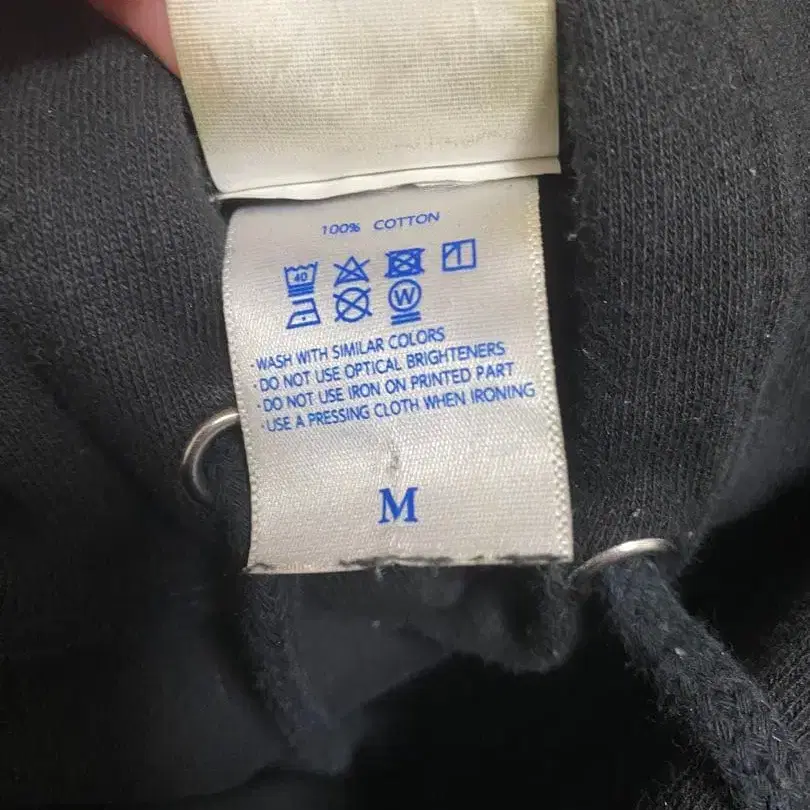 100% COTTON
40
W
·WASH WITH SIMILAR COLORS
·DO NOT USE OPTICAL BRIGHTENERS
·DO NOT USE IRON ON PRINTED PART
·USE A PRESSING CLOTH WHEN IRONING
M